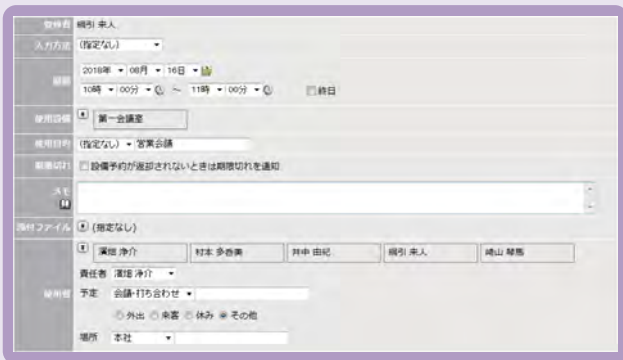 登録者 綱引 来人
入力方法 (指定なし)
期間 2018年 08月 16日
10時 00分 ～ 11時 00分 終日
使用設備 第一会議室
使用目的 (指定なし) 営業会議
期限切れ 設備予約が返却されないときは期限切れを通知
メモ
添付ファイル (指定なし)
濱畑 浄介 村本 多香美 井中 由紀 綱引 来人 崎山 琴馬
責任者 濱畑 浄介
使用者 予定 会議・打ち合わせ
外出 来客 休み その他
場所 本社